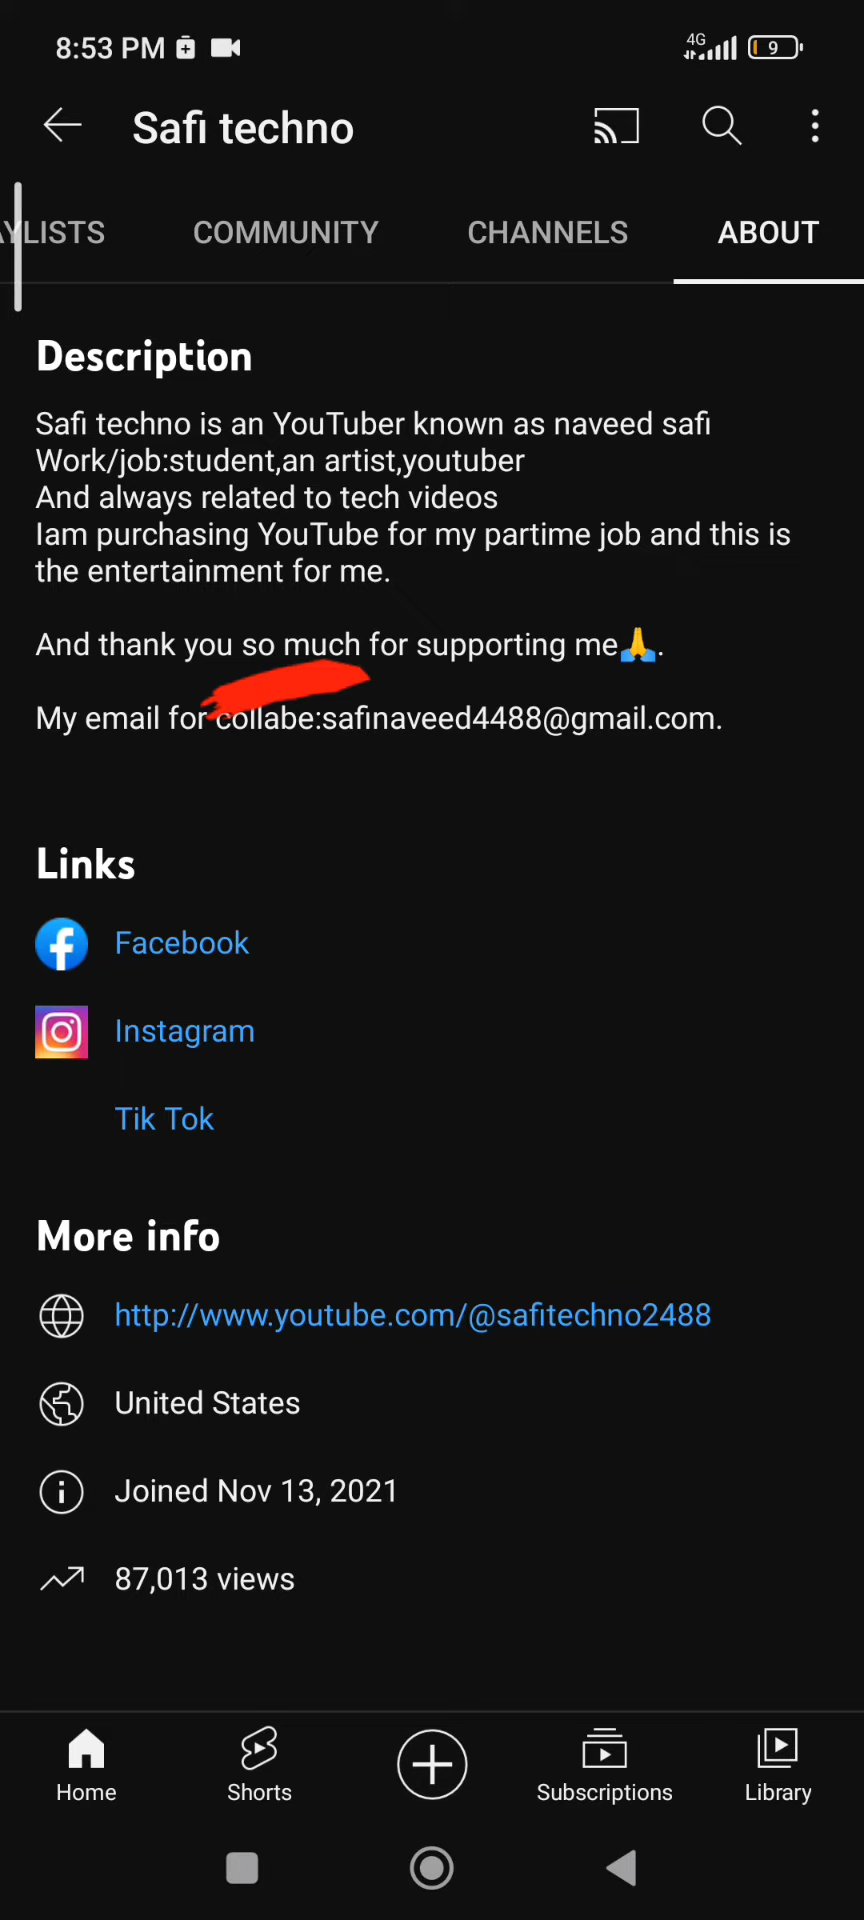 8:53 PM
4G
9
Safi techno
AYLISTS
COMMUNITY
CHANNELS
ABOUT
Description
Safi techno is an YouTuber known as naveed safi
Work/job:student,an artist,youtuber
And always related to tech videos
Iam purchasing YouTube for my partime job and this is
the entertainment for me.
And thank you so much for supporting me🙏.
My email for collabe:safinaveed4488@gmail.com.
Links
Facebook
Instagram
Tik Tok
More info
http://www.youtube.com/@safitechno2488
United States
Joined Nov 13, 2021
87,013 views
Home
Shorts
Subscriptions
Library